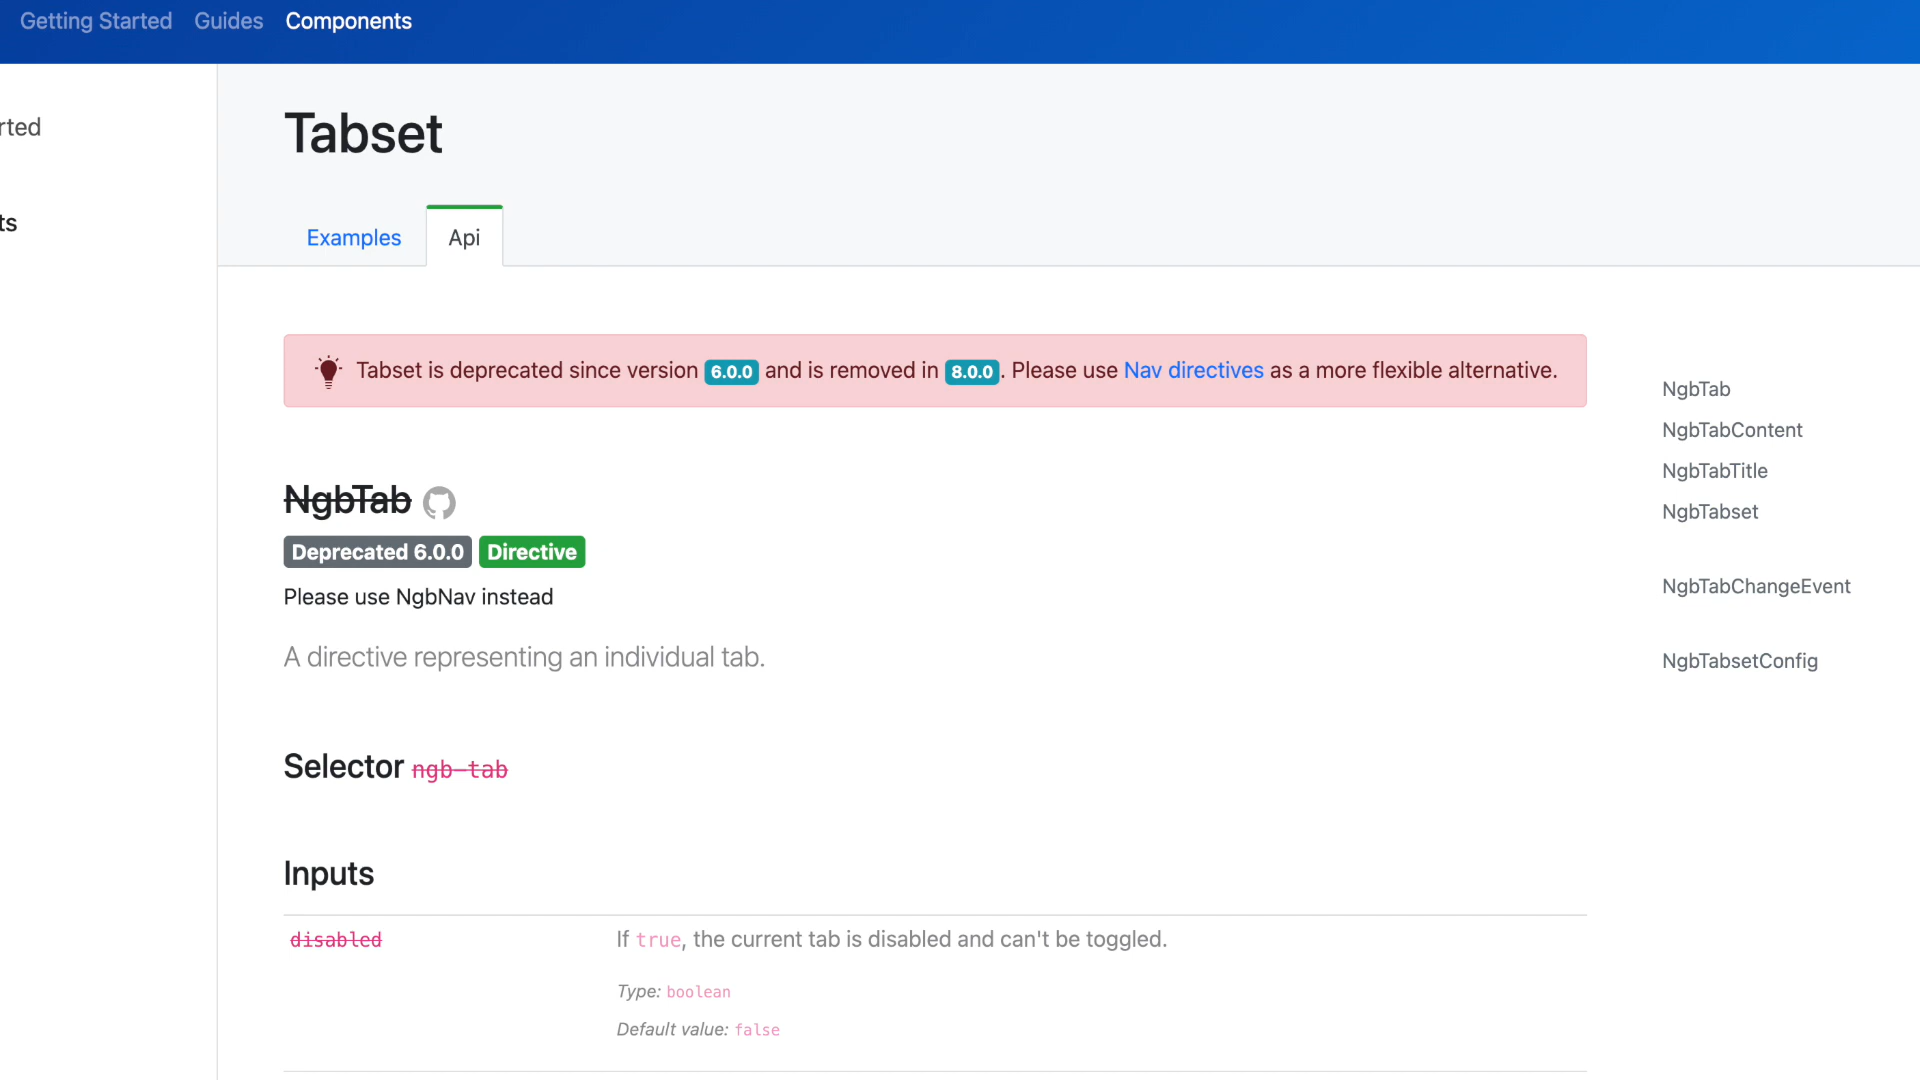 Getting Started Guides Components
rted
ts
Tabset
Examples Api
Tabset is deprecated since version 6.0.0 and is removed in 8.0.0. Please use Nav directives as a more flexible alternative.
NgbTab
NgbTabContent
NgbTabTitle
NgbTabset
NgbTabChangeEvent
NgbTabsetConfig
NgbTab
Deprecated 6.0.0 Directive
Please use NgbNav instead
A directive representing an individual tab.
Selector ngb-tab
Inputs
disabled If true, the current tab is disabled and can't be toggled.
Type: boolean
Default value: false